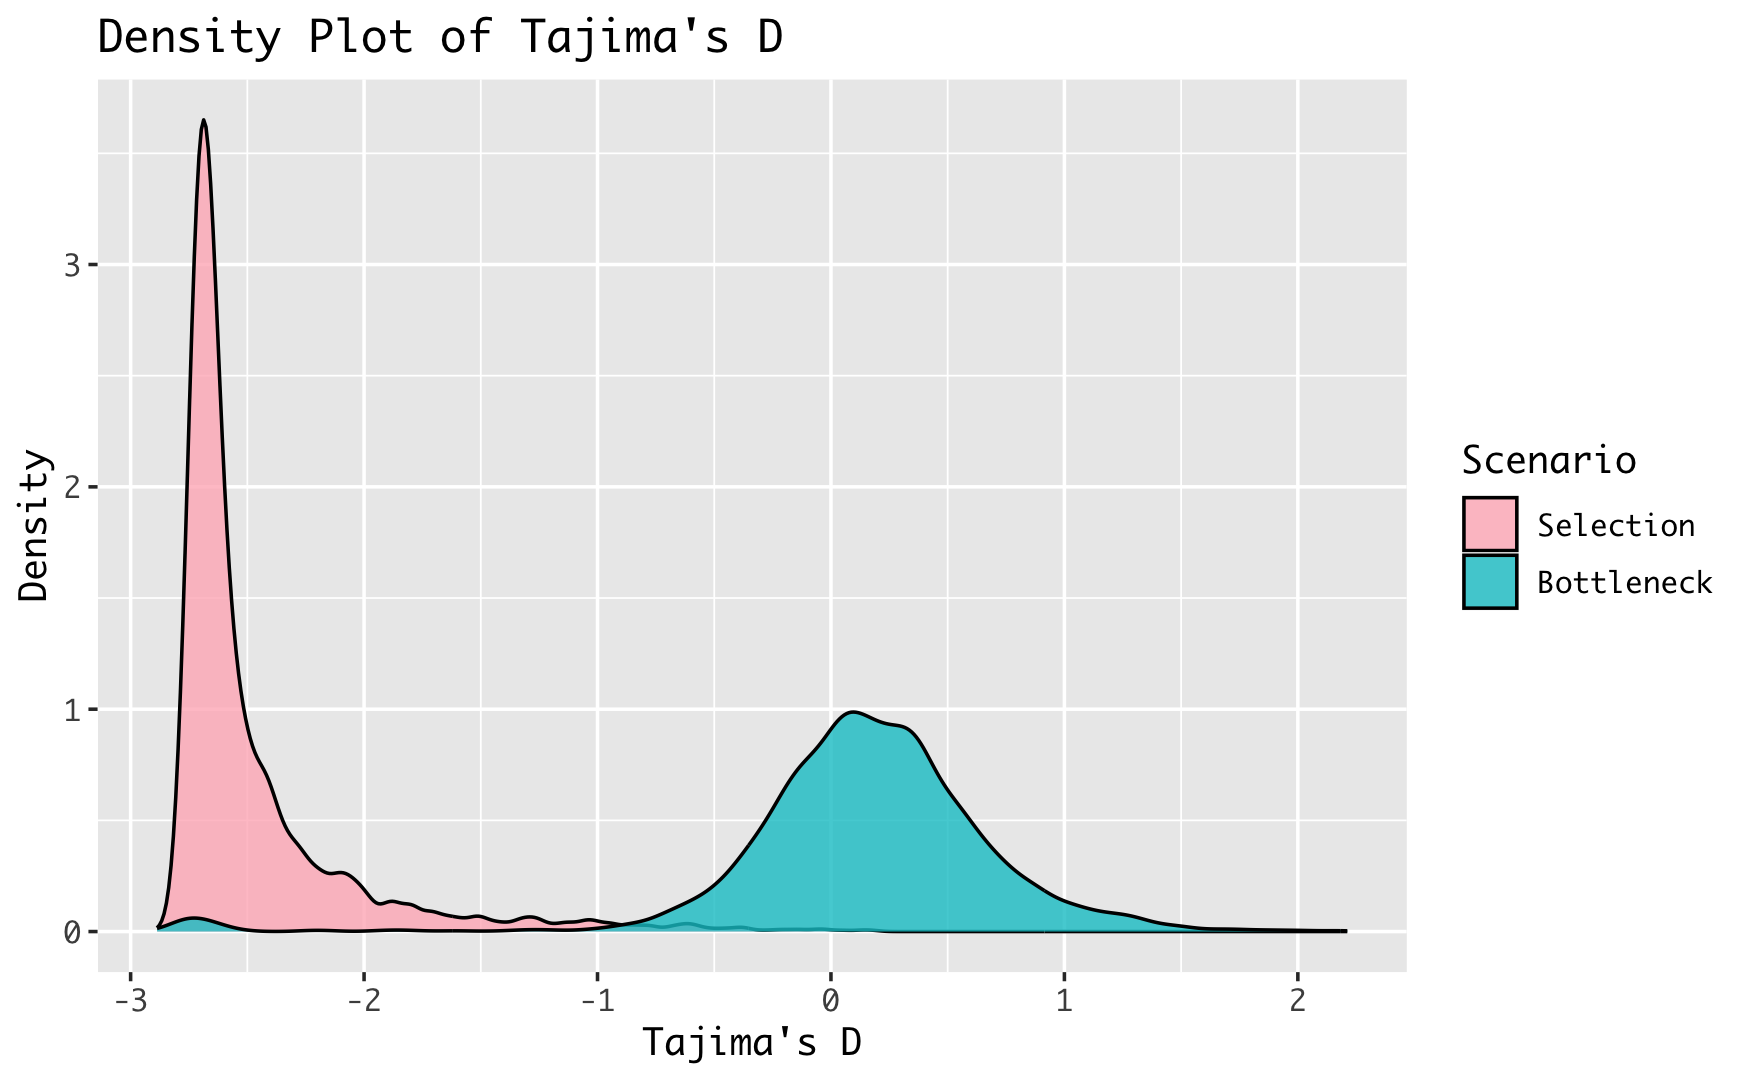 Density Plot of Tajima's D
Density
3
2
1
0
-3 -2 -1 0 1 2
Tajima's D
Scenario
Selection
Bottleneck